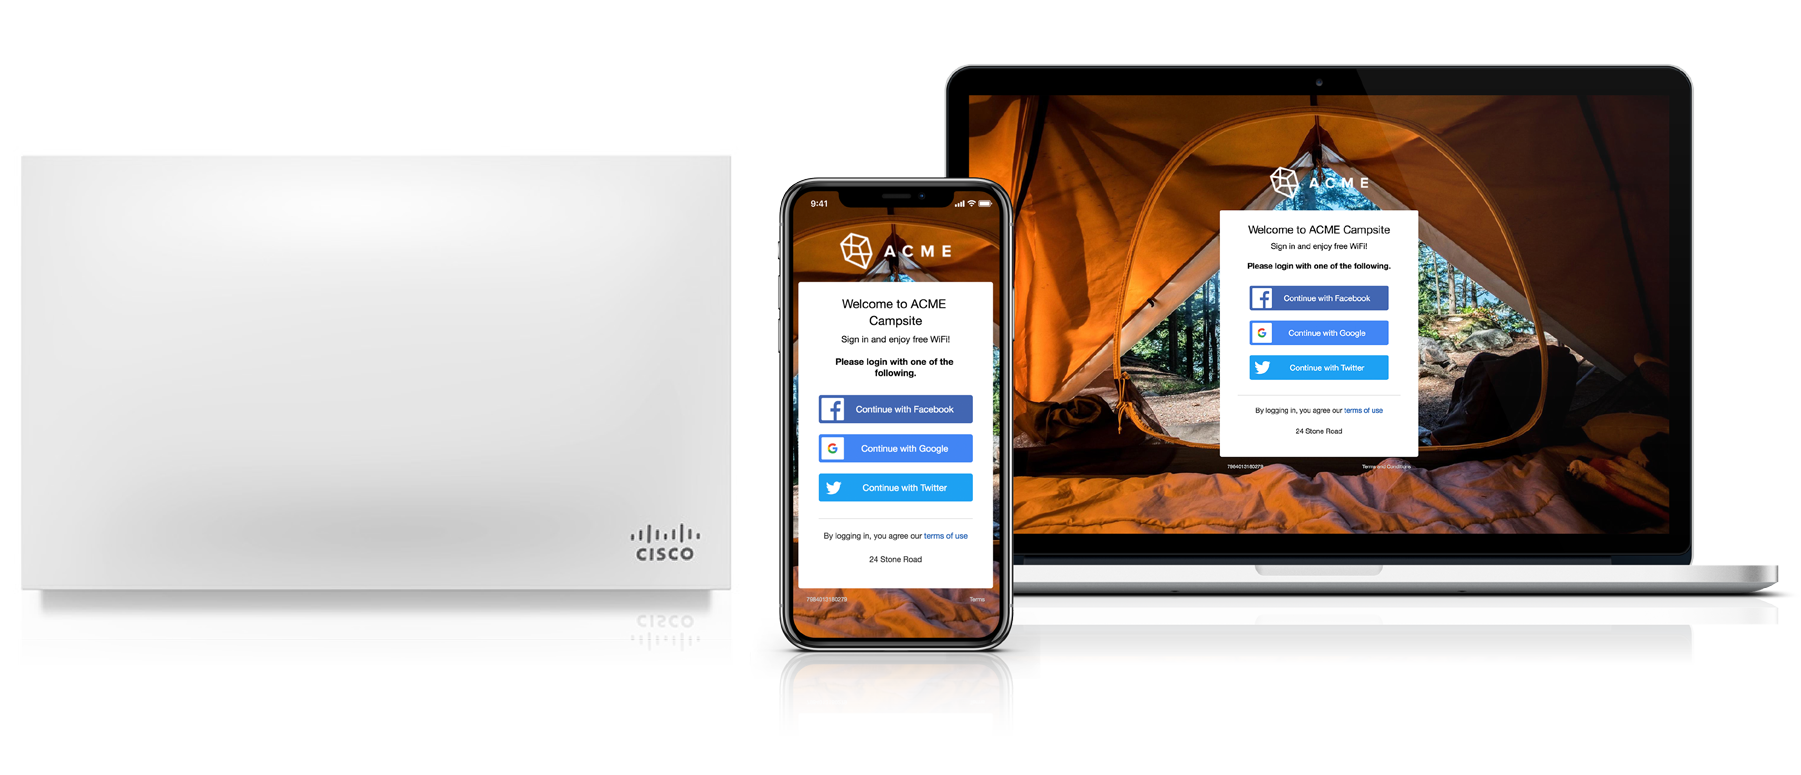 CISCO
9:41
ACME
Welcome to ACME
Campsite
Sign in and enjoy free WiFi!
Please login with one of the
following.
Continue with Facebook
Continue with Google
Continue with Twitter
By logging in, you agree our terms of use
24 Stone Road
7984012180279
Terms
ACME
Welcome to ACME Campsite
Sign in and enjoy free WiFi!
Please login with one of the following.
Continue with Facebook
Continue with Google
Continue with Twitter
By logging in, you agree our terms of use
24 Stone Road
7984012180279
Terms and Conditions